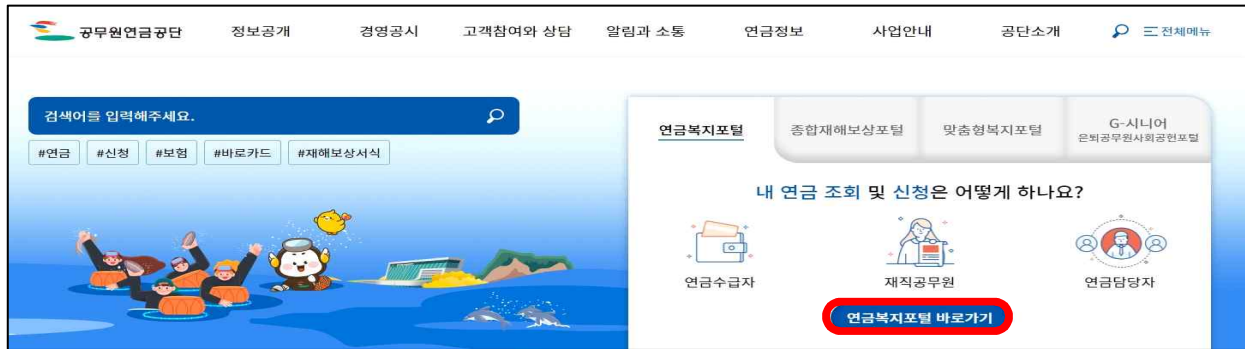 공무원연금공단 정보공개 경영공시 고객참여와 상담 알림과 소통 연금정보 사업안내 공단소개 전체메뉴
검색어를 입력해주세요.
#연금 #신청 #보험 #바로카드 #재해보상서식
연금복지포털 종합재해보상포털 맞춤형복지포털 G-시니어
은퇴공무원사회공헌포털
내 연금 조회 및 신청은 어떻게 하나요?
연금수급자 재직공무원 연금담당자
연금복지포털 바로가기